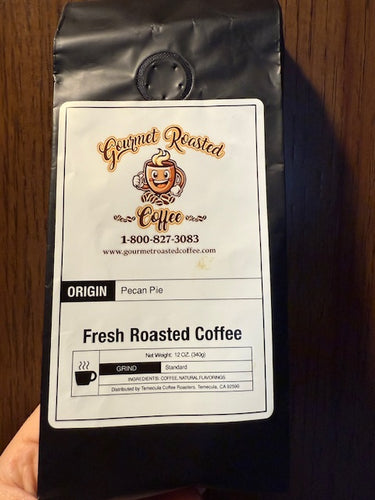 Gourmet Roasted
Coffee
1-800-827-3083
www.gourmetroastedcoffee.com
ORIGIN Pecan Pie
Fresh Roasted Coffee
Net Weight: 12 OZ. (340g)
GRIND Standard
INGREDIENTS: COFFEE, NATURAL FLAVORINGS
Distributed by Temecula Coffee Roasters, Temecula, CA 92590